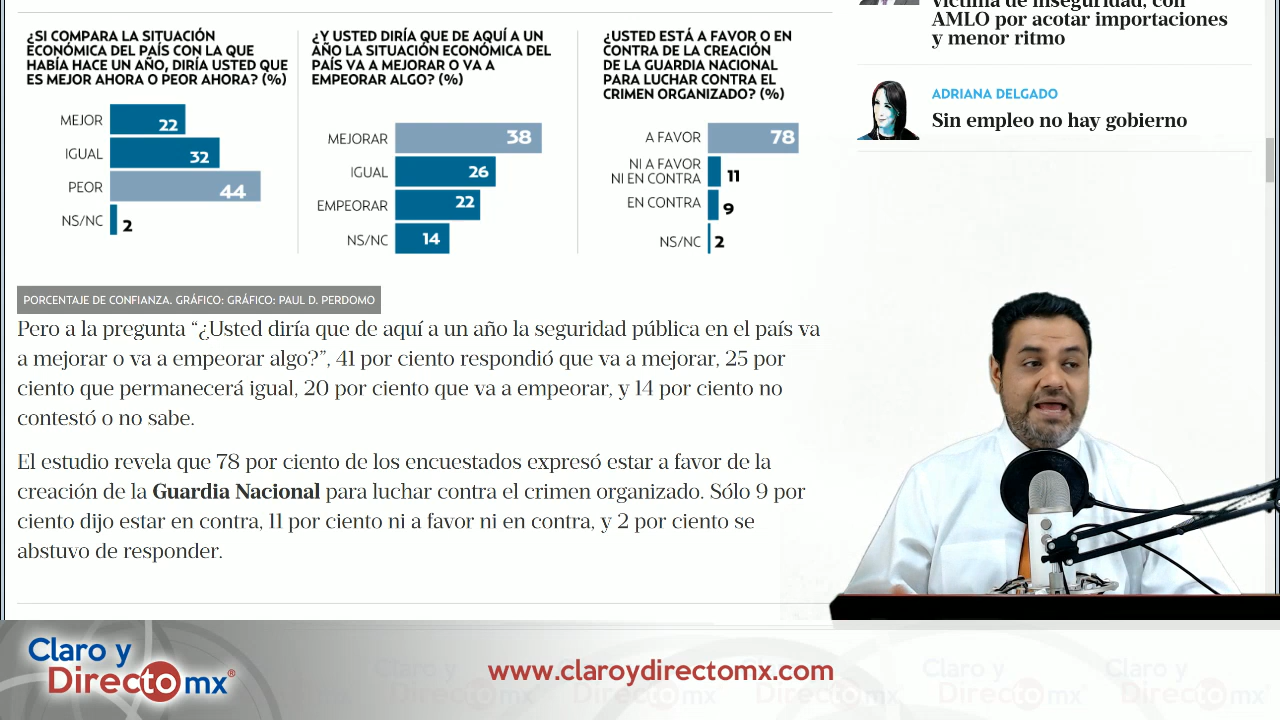 ¿SI COMPARA LA SITUACIÓN
ECONÓMICA DEL PAÍS CON LA QUE
HABÍA HACE UN AÑO, DIRÍA USTED QUE
ES MEJOR AHORA O PEOR AHORA? (%)
MEJOR 22
IGUAL 32
PEOR 44
NS/NC 2
¿Y USTED DIRÍA QUE DE AQUÍ A UN
AÑO LA SITUACIÓN ECONÓMICA DEL
PAÍS VA A MEJORAR O VA A
EMPEORAR ALGO? (%)
MEJORAR 38
IGUAL 26
EMPEORAR 22
NS/NC 14
¿USTED ESTÁ A FAVOR O EN
CONTRA DE LA CREACIÓN
DE LA GUARDIA NACIONAL
PARA LUCHAR CONTRA EL
CRIMEN ORGANIZADO? (%)
A FAVOR 78
NI A FAVOR
NI EN CONTRA 11
EN CONTRA 9
NS/NC 2
PORCENTAJE DE CONFIANZA. GRÁFICO: GRÁFICO: PAUL D. PERDOMO
Pero a la pregunta “¿Usted diría que de aquí a un año la seguridad pública en el país va
a mejorar o va a empeorar algo?”, 41 por ciento respondió que va a mejorar, 25 por
ciento que permanecerá igual, 20 por ciento que va a empeorar, y 14 por ciento no
contestó o no sabe.
El estudio revela que 78 por ciento de los encuestados expresó estar a favor de la
creación de la Guardia Nacional para luchar contra el crimen organizado. Sólo 9 por
ciento dijo estar en contra, 11 por ciento ni a favor ni en contra, y 2 por ciento se
abstuvo de responder.
víctima de inseguridad, con
AMLO por acotar importaciones
y menor ritmo
ADRIANA DELGADO
Sin empleo no hay gobierno
Claro y
Directomx®
www.claroydirectomx.com